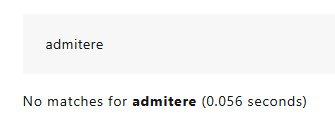 admitere
No matches for admitere (0.056 seconds)